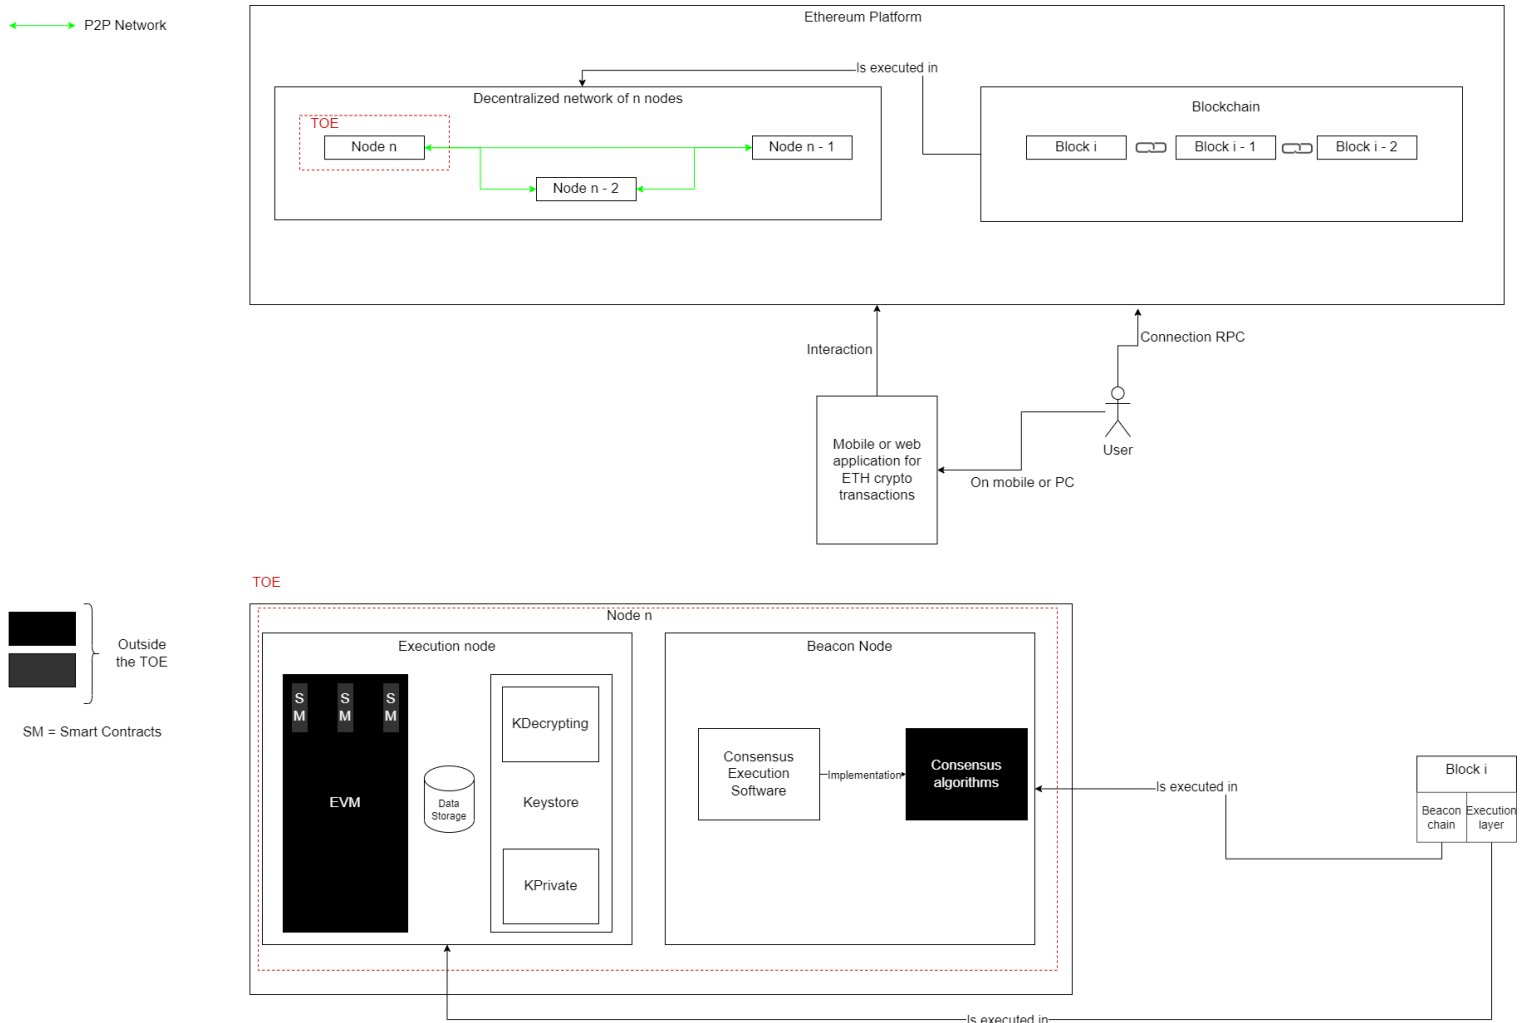 P2P Network
Ethereum Platform
Is executed in
Decentralized network of n nodes
TOE
Node n
Node n - 1
Node n - 2
Blockchain
Block i
Block i - 1
Block i - 2
Interaction
Connection RPC
User
Mobile or web
application for
ETH crypto
transactions
On mobile or PC
TOE
Outside
the TOE
SM = Smart Contracts
Node n
Execution node
S
M
S
M
S
M
EVM
Data
Storage
KDecrypting
Keystore
KPrivate
Beacon Node
Consensus
Execution
Software
Implementation
Consensus
algorithms
Is executed in
Block i
Beacon
chain
Execution
layer
Is executed in